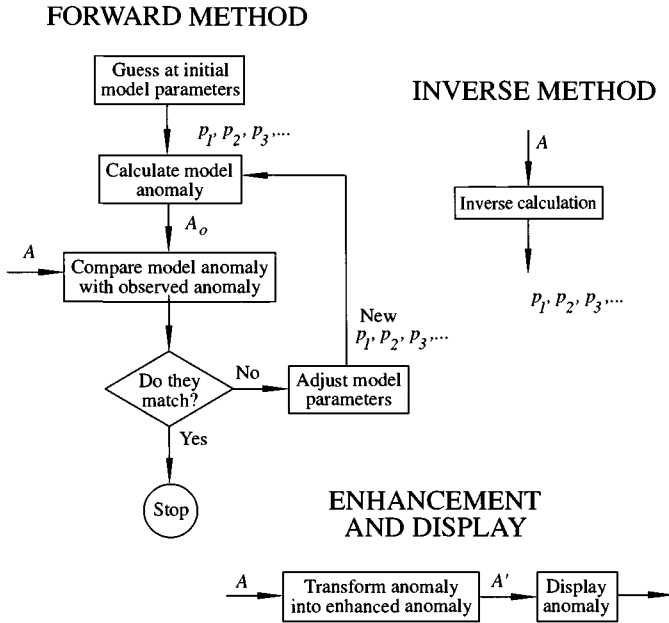 FORWARD METHOD
Guess at initial
model parameters
p1, p2, p3,...
Calculate model
anomaly
Ao
A
Compare model anomaly
with observed anomaly
New
p1, p2, p3,...
Do they
match?
No
Adjust model
parameters
Yes
Stop
INVERSE METHOD
A
Inverse calculation
p1, p2, p3,...
ENHANCEMENT
AND DISPLAY
A
Transform anomaly
into enhanced anomaly
A'
Display
anomaly